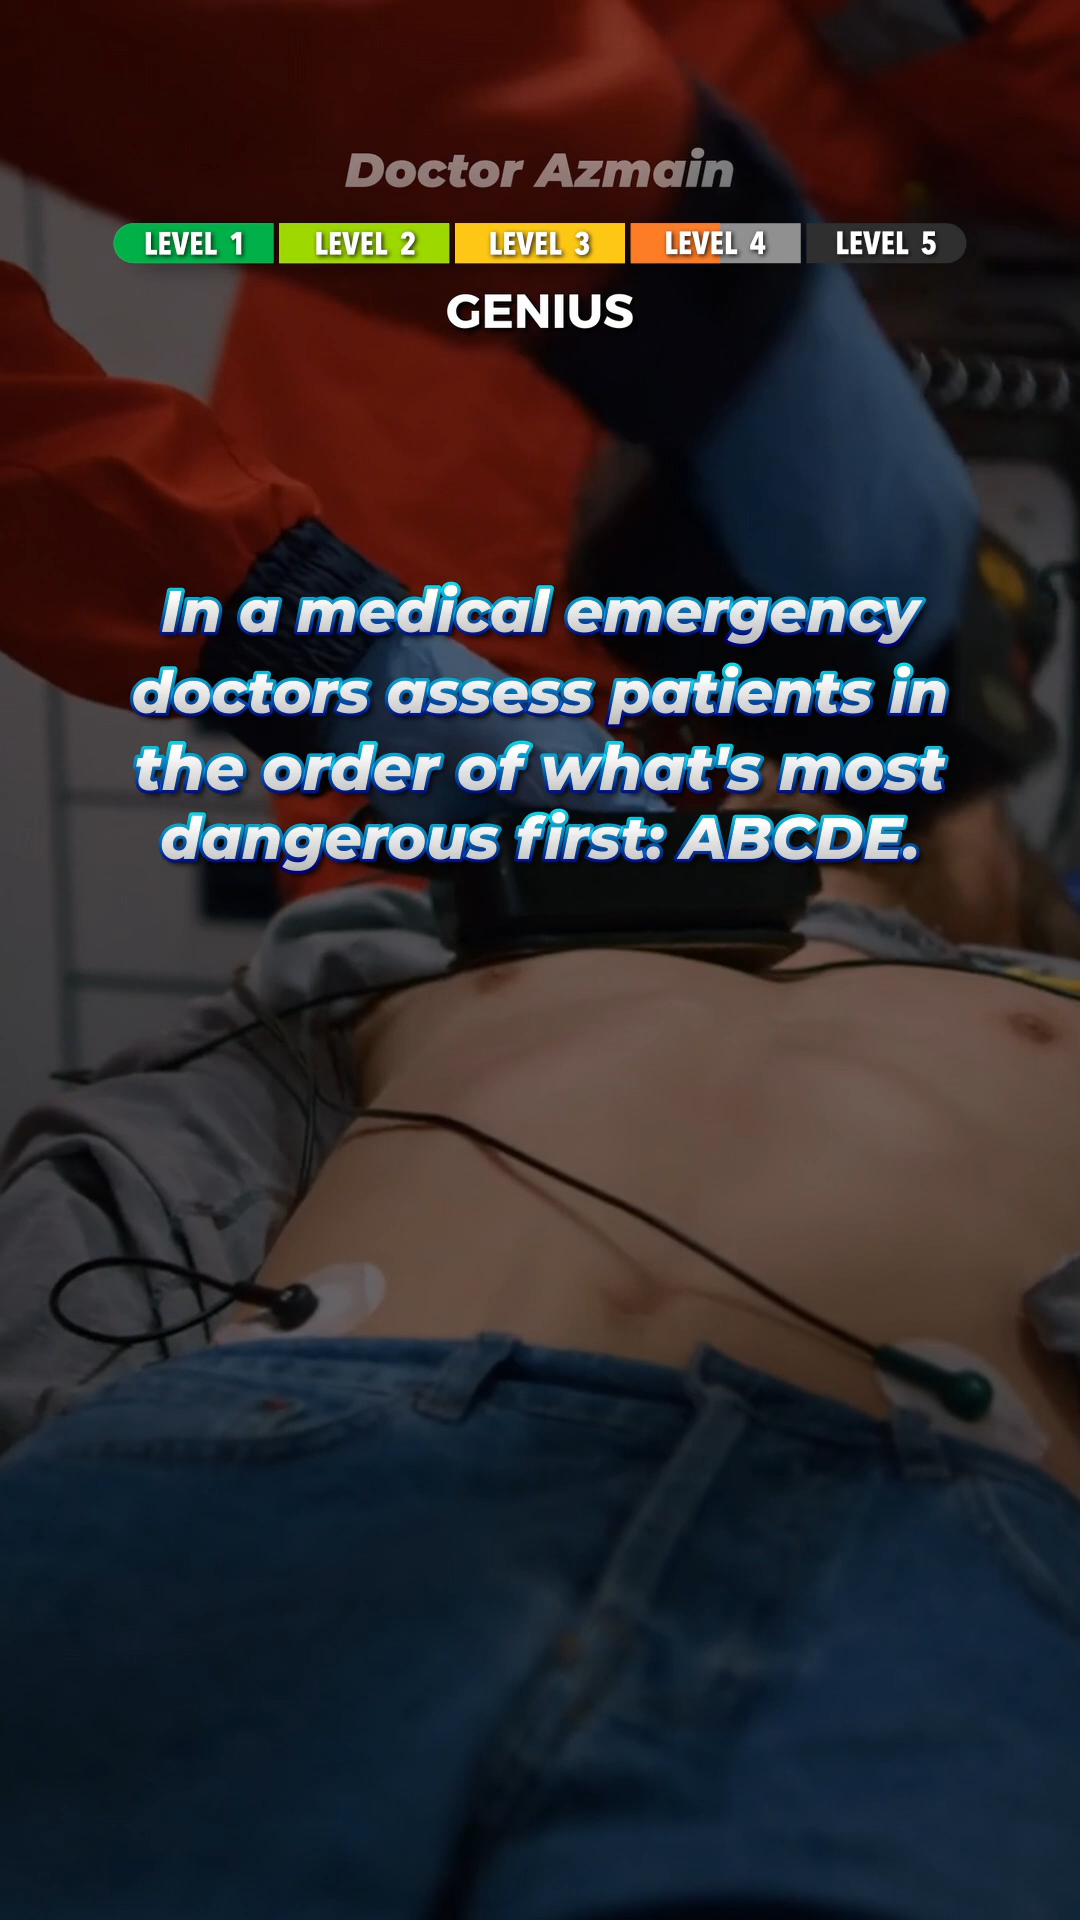 Doctor Azmain
LEVEL 1 LEVEL 2 LEVEL 3 LEVEL 4 LEVEL 5
GENIUS
In a medical emergency
doctors assess patients in
the order of what's most
dangerous first: ABCDE.